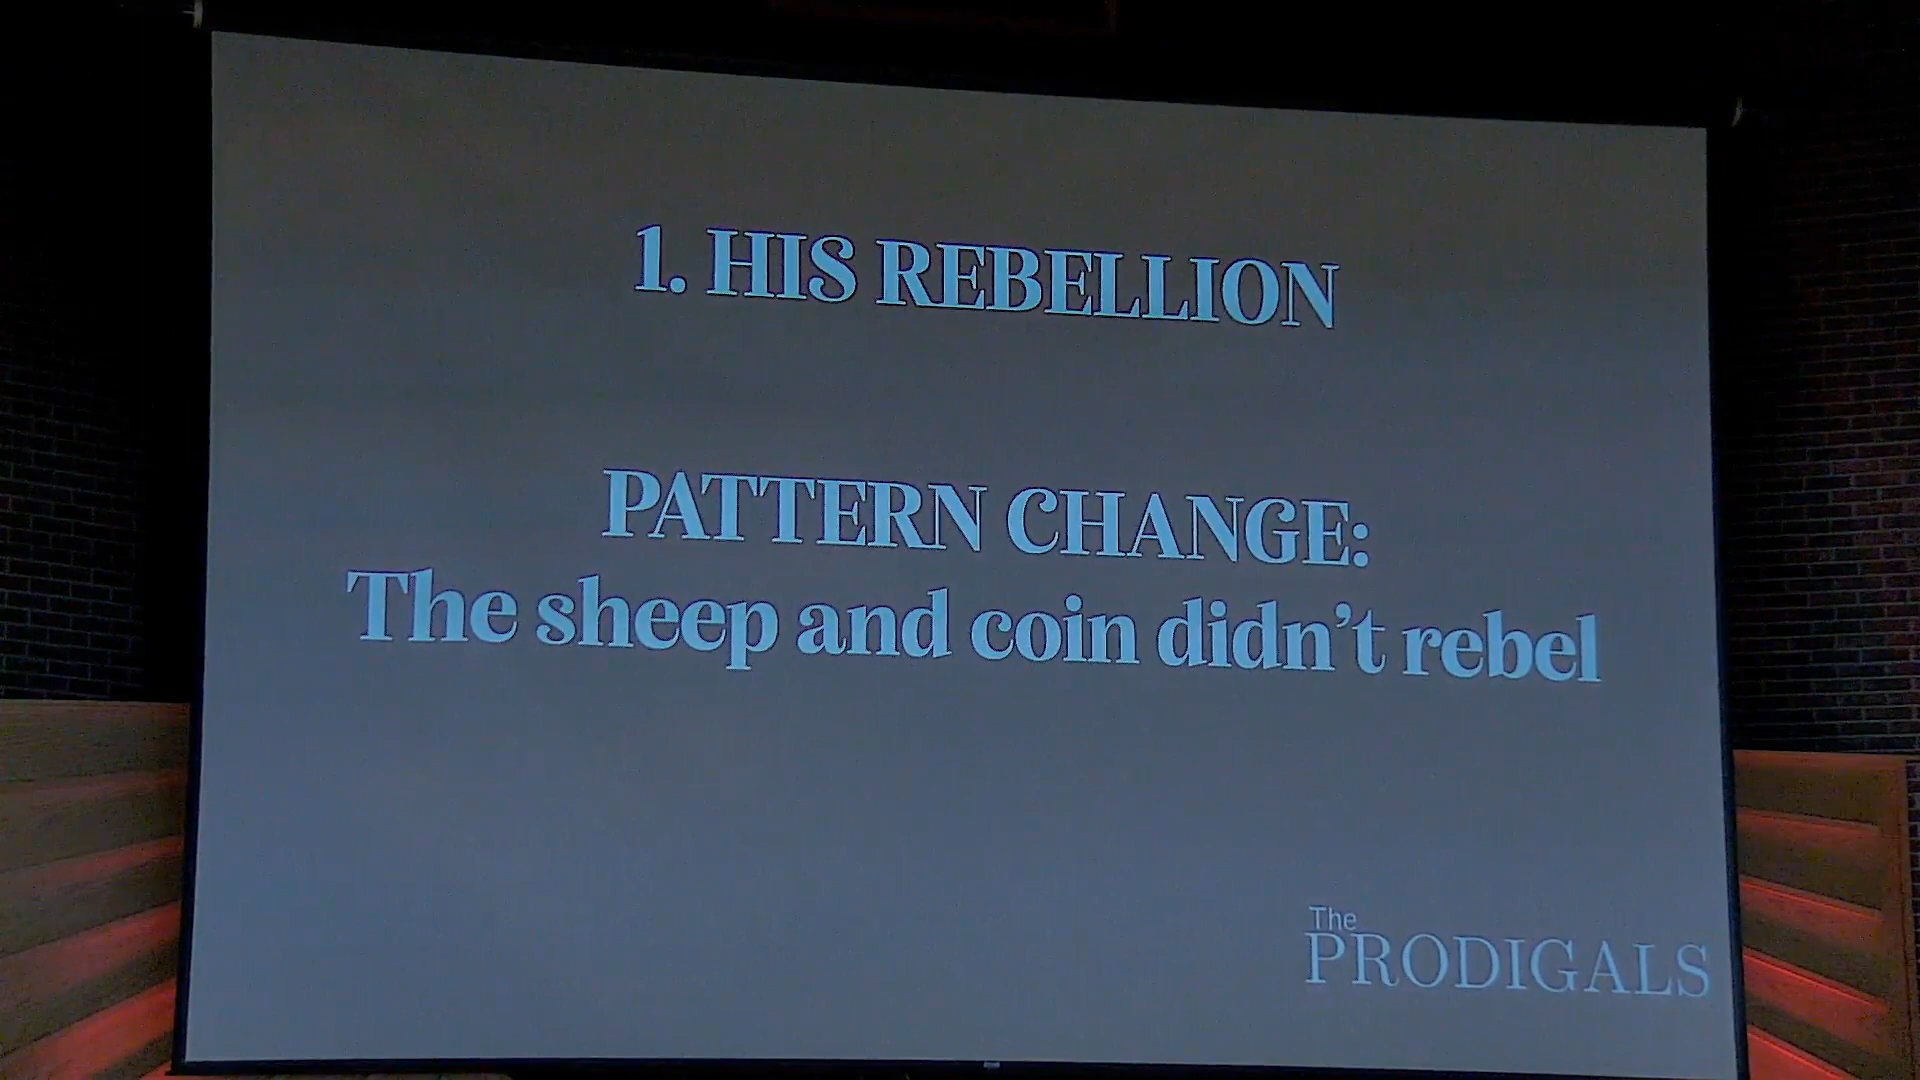 1. HIS REBELLION
PATTERN CHANGE:
The sheep and coin didn’t rebel
The
PRODIGALS